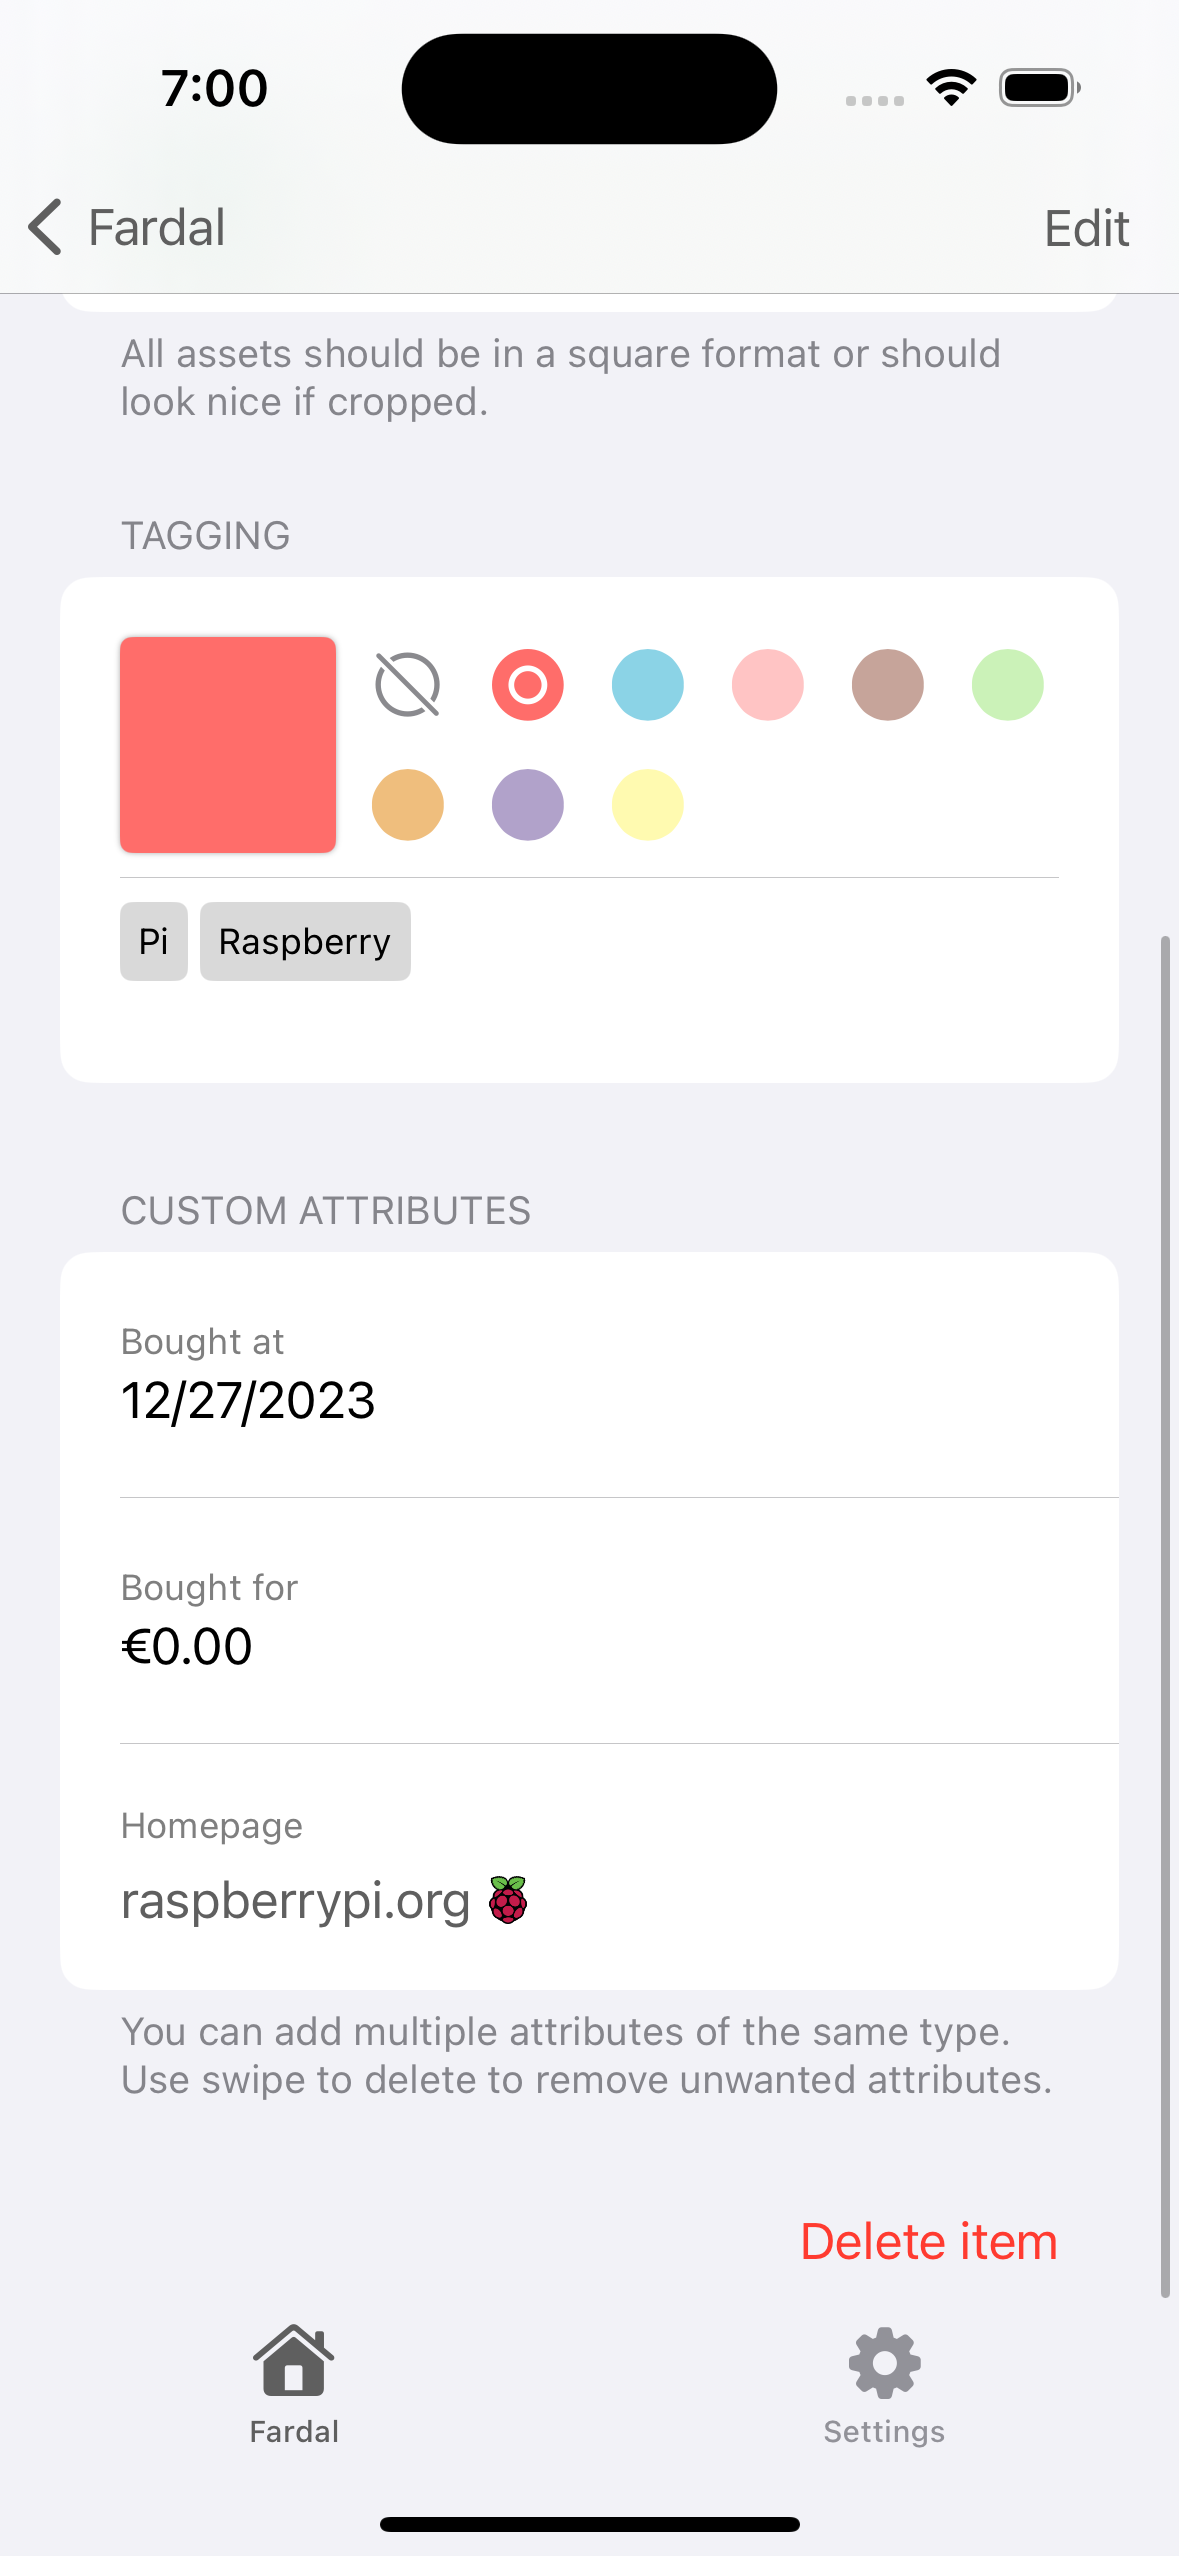 7:00
Fardal
Edit
All assets should be in a square format or should
look nice if cropped.
TAGGING
Pi
Raspberry
CUSTOM ATTRIBUTES
Bought at
12/27/2023
Bought for
€0.00
Homepage
raspberrypi.org
You can add multiple attributes of the same type.
Use swipe to delete to remove unwanted attributes.
Delete item
Fardal
Settings